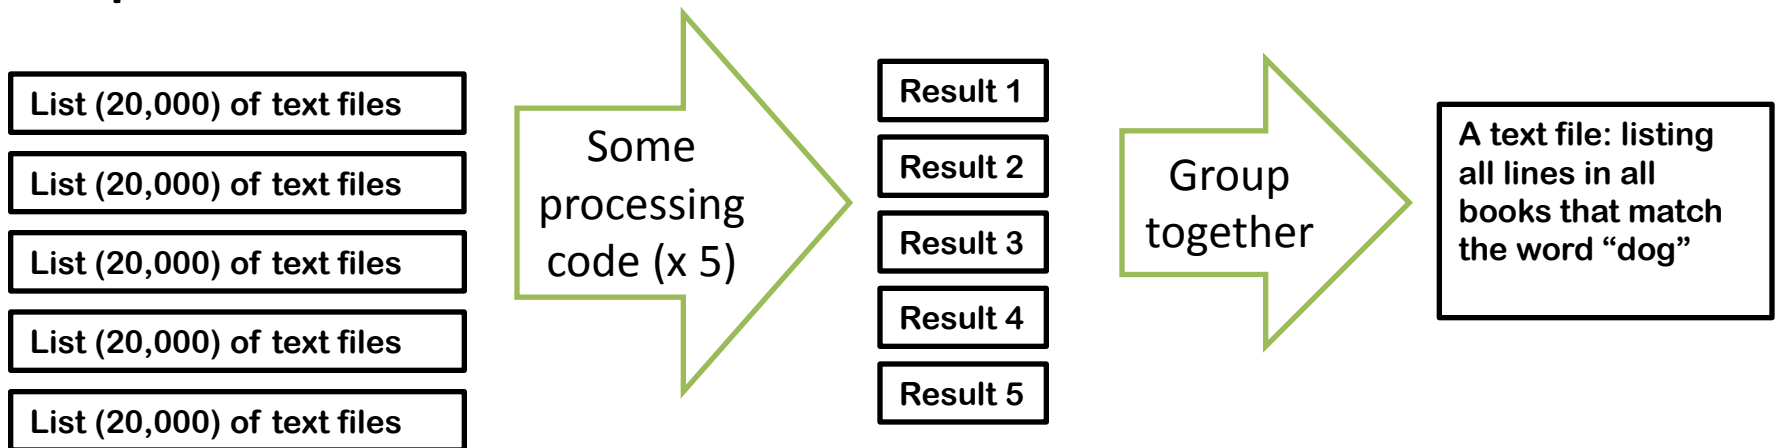 List (20,000) of text files
List (20,000) of text files
List (20,000) of text files
List (20,000) of text files
List (20,000) of text files
Some
processing
code (x 5)
Result 1
Result 2
Result 3
Result 4
Result 5
Group
together
A text file: listing
all lines in all
books that match
the word “dog”